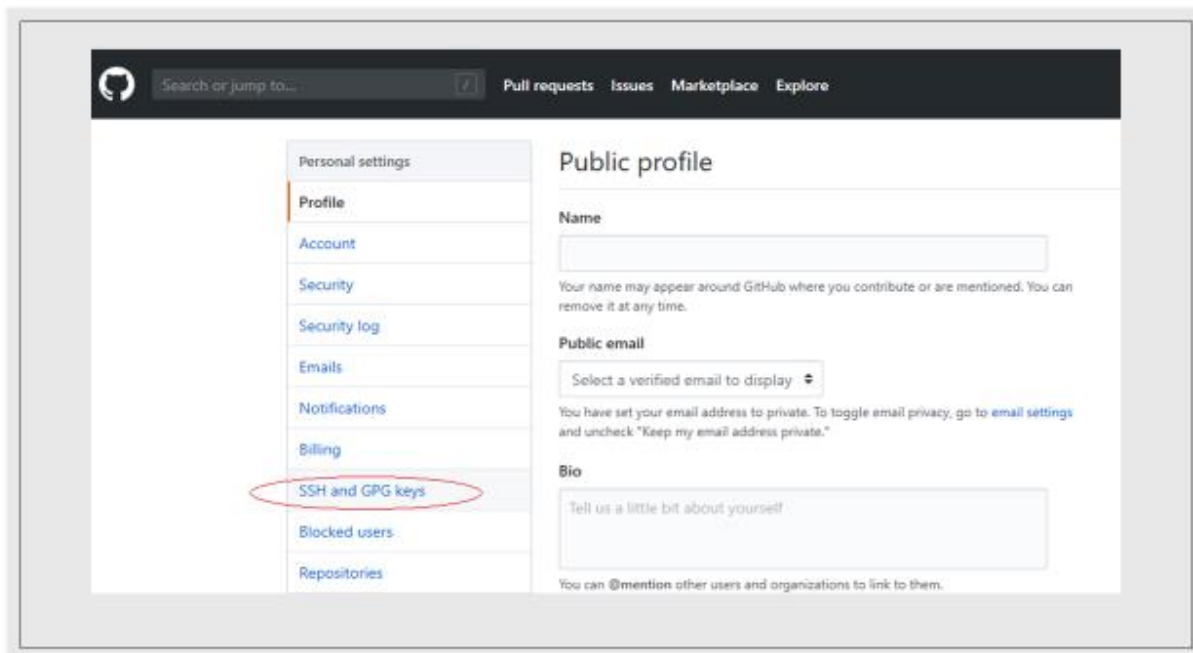 Search or jump to...
/
Pull requests Issues Marketplace Explore
Personal settings
Profile
Account
Security
Security log
Emails
Notifications
Billing
SSH and GPG keys
Blocked users
Repositories
Public profile
Name
Your name may appear around GitHub where you contribute or are mentioned. You can
remove it at any time.
Public email
Select a verified email to display
You have set your email address to private. To toggle email privacy, go to email settings
and uncheck "Keep my email address private."
Bio
Tell us a little bit about yourself
You can @mention other users and organizations to link to them.